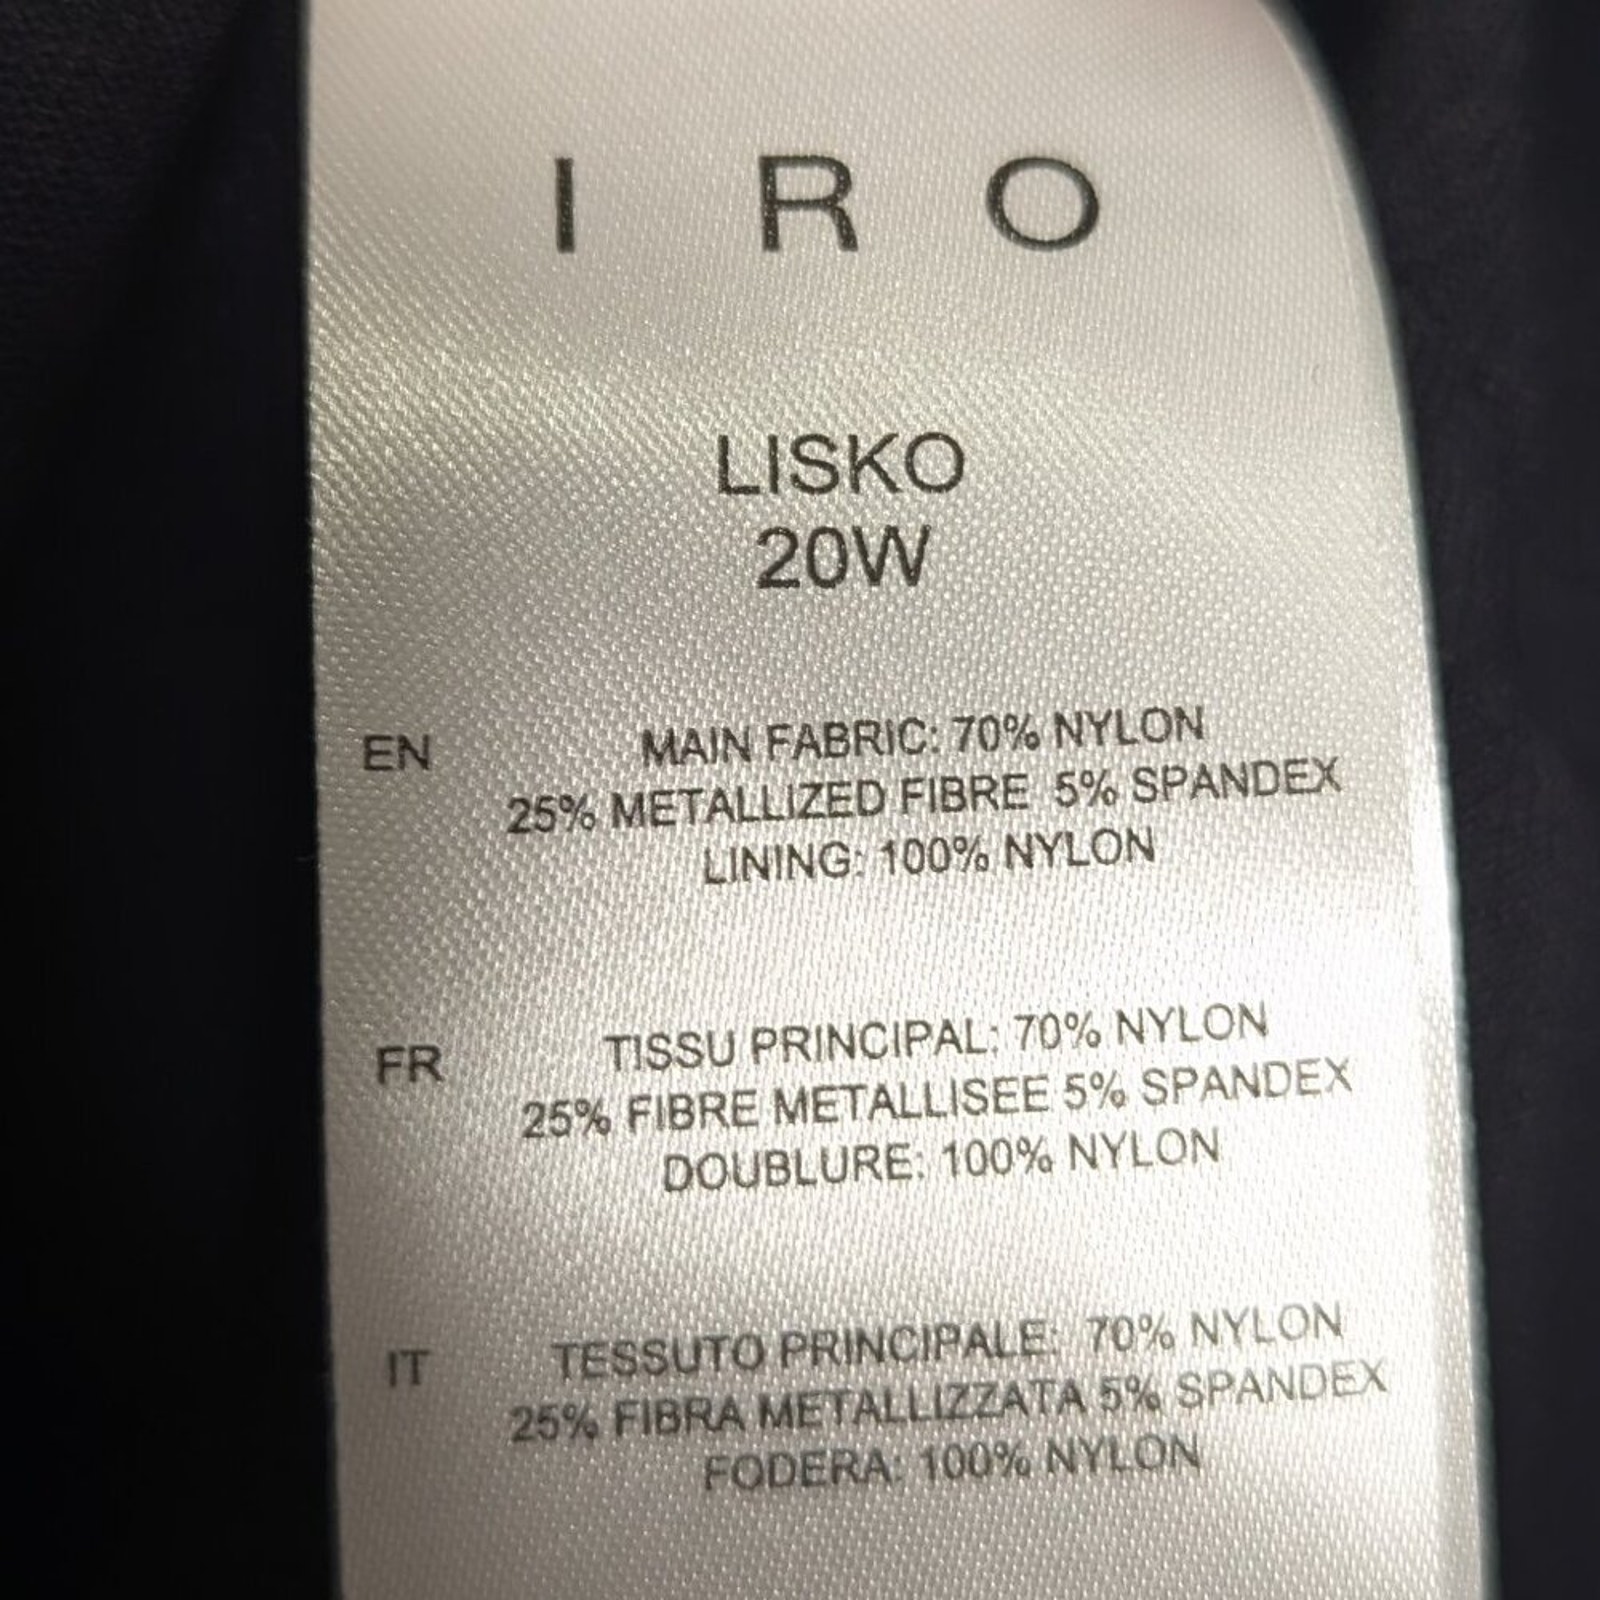 I R O
LISKO
20W
EN MAIN FABRIC: 70% NYLON
25% METALLIZED FIBRE 5% SPANDEX
LINING: 100% NYLON
FR TISSU PRINCIPAL: 70% NYLON
25% FIBRE METALLISEE 5% SPANDEX
DOUBLURE: 100% NYLON
IT TESSUTO PRINCIPALE: 70% NYLON
25% FIBRA METALLIZZATA 5% SPANDEX
FODERA: 100% NYLON